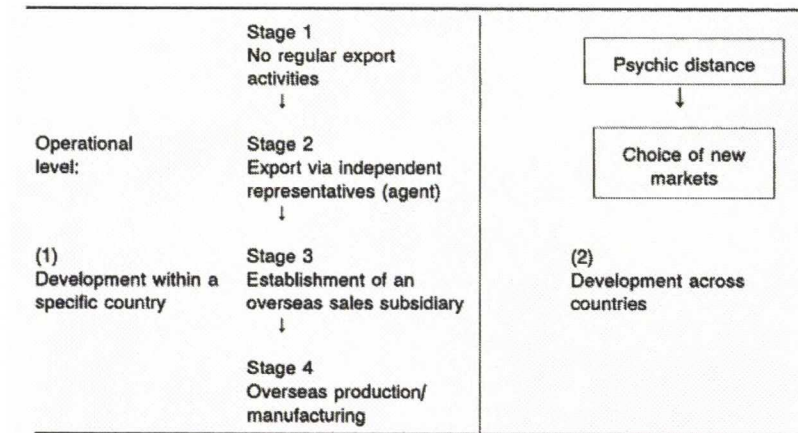 Stage 1
No regular export
activities
↓
Psychic distance
↓
Operational
level:
Stage 2
Export via independent
representatives (agent)
↓
Choice of new
markets
(1)
Development within a
specific country
Stage 3
Establishment of an
overseas sales subsidiary
↓
(2)
Development across
countries
Stage 4
Overseas production/
manufacturing